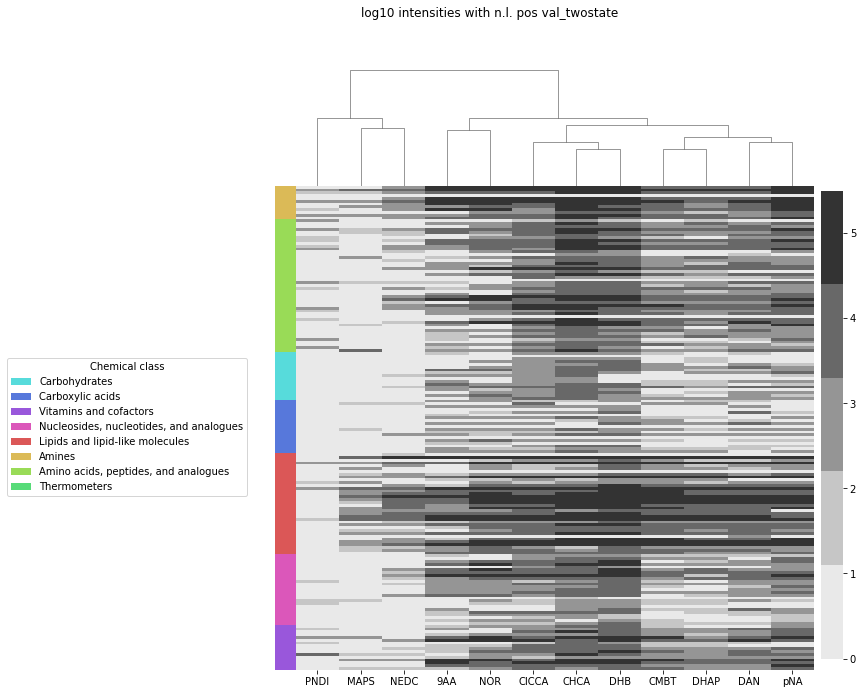 log10 intensities with n.l. pos val_twostate
Chemical class
Carbohydrates
Carboxylic acids
Vitamins and cofactors
Nucleosides, nucleotides, and analogues
Lipids and lipid-like molecules
Amines
Amino acids, peptides, and analogues
Thermometers
5
4
3
2
1
0
PNDI MAPS NEDC 9AA NOR ClCCA CHCA DHB CMBT DHAP DAN pNA